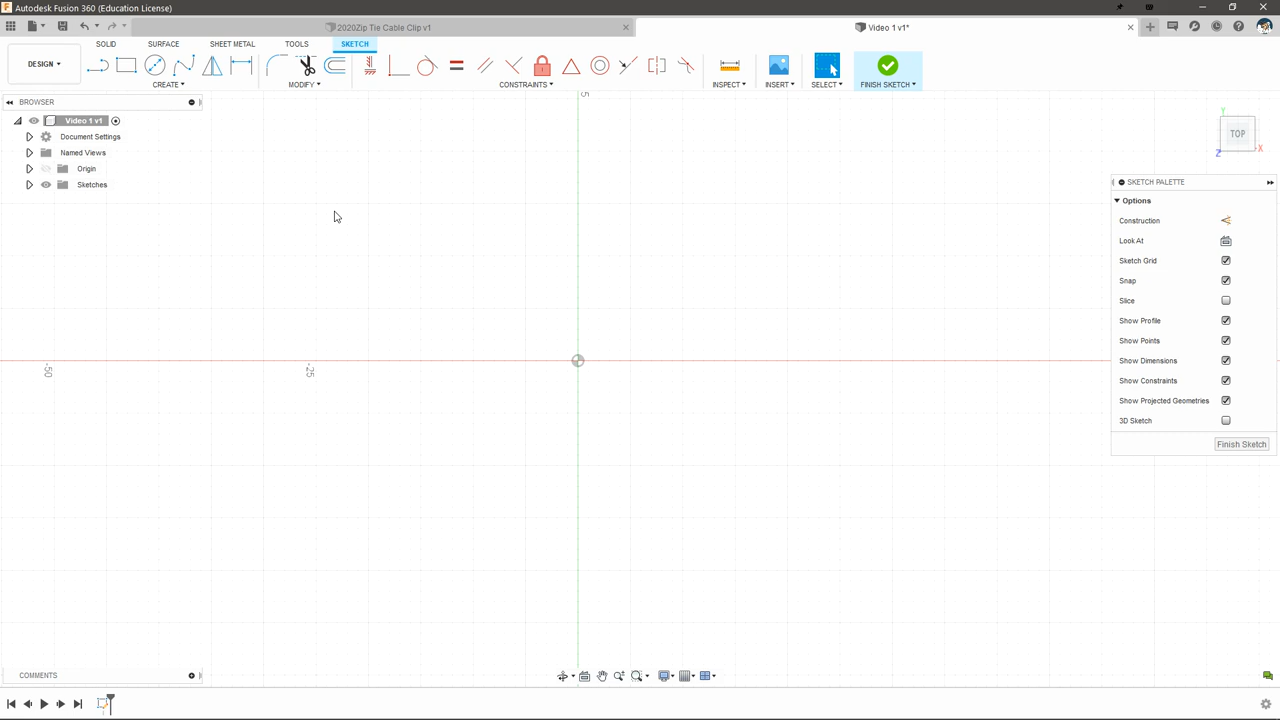 Autodesk Fusion 360 (Education License)
2020Zip Tie Cable Clip v1
Video 1 v1*
SOLID
SURFACE
SHEET METAL
TOOLS
SKETCH
DESIGN
CREATE
MODIFY
CONSTRAINTS
INSPECT
INSERT
SELECT
FINISH SKETCH
BROWSER
Video 1 v1
Document Settings
Named Views
Origin
Sketches
5
-50
-25
Y
TOP
X
Z
SKETCH PALETTE
Options
Construction
Look At
Sketch Grid
Snap
Slice
Show Profile
Show Points
Show Dimensions
Show Constraints
Show Projected Geometries
3D Sketch
Finish Sketch
COMMENTS